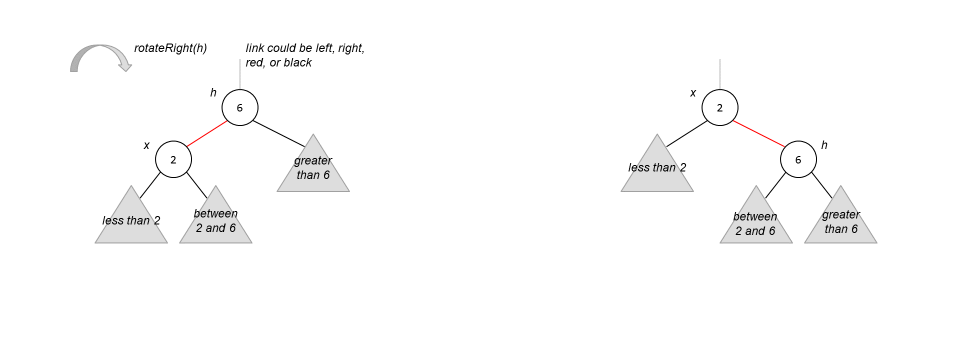 rotateRight(h)
link could be left, right,
red, or black
h
6
x
2
greater
than 6
less than 2
between
2 and 6
x
2
less than 2
h
6
between
2 and 6
greater
than 6